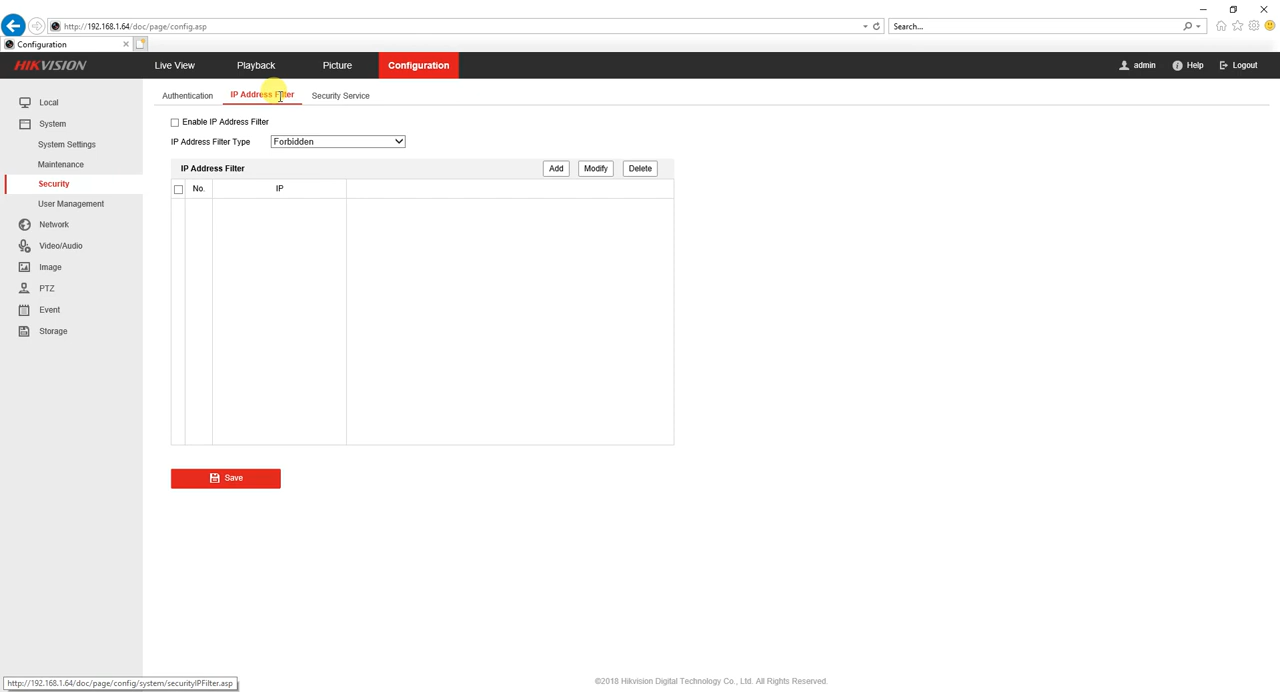 http://192.168.1.64/doc/page/config.asp
Search...
Configuration
HIKVISION
Live View
Playback
Picture
Configuration
admin
Help
Logout
Local
System
System Settings
Maintenance
Security
User Management
Network
Video/Audio
Image
PTZ
Event
Storage
Authentication
IP Address Filter
Security Service
Enable IP Address Filter
IP Address Filter Type
Forbidden
IP Address Filter
Add
Modify
Delete
No.
IP
Save
©2018 Hikvision Digital Technology Co., Ltd. All Rights Reserved.
http://192.168.1.64/doc/page/config/system/securityIPFilter.asp